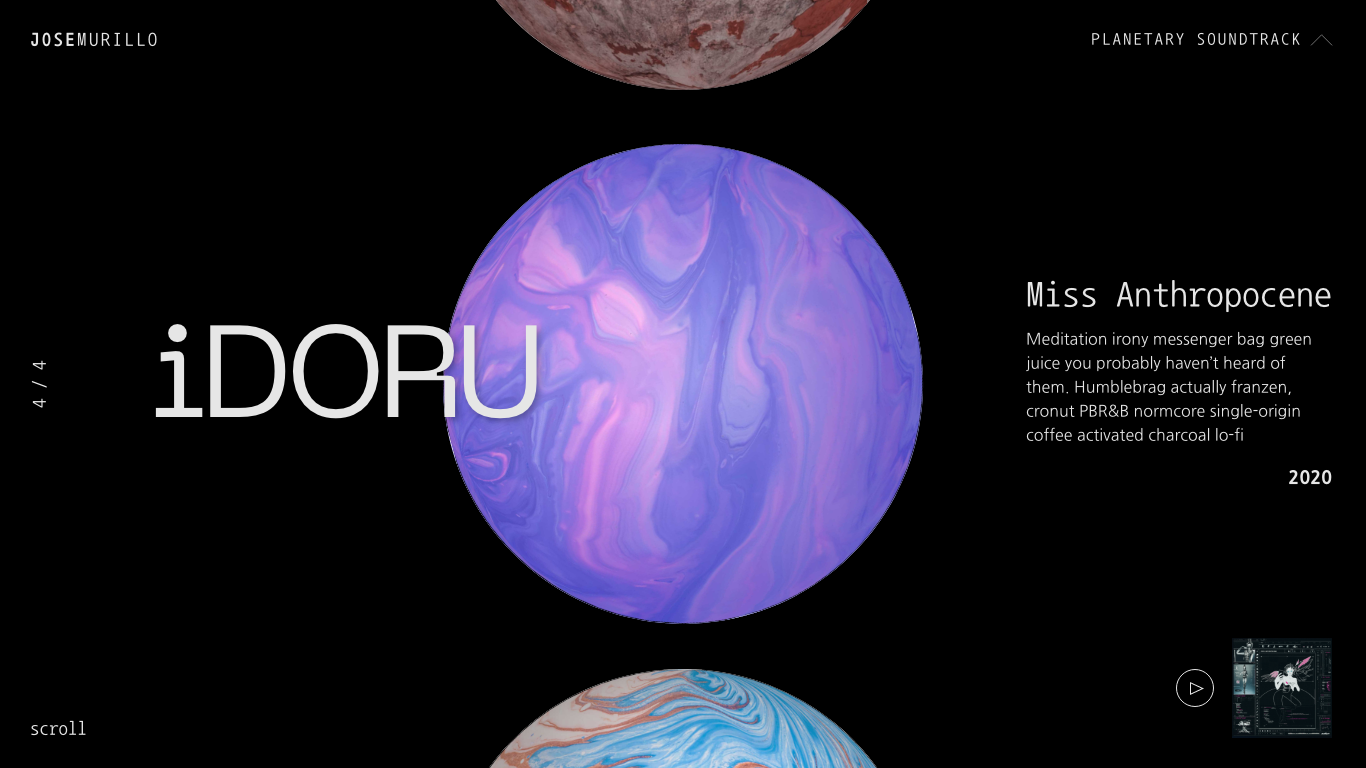 JOSEMURILLO
PLANETARY SOUNDTRACK
iDORU
4 / 4
Miss Anthropocene
Meditation irony messenger bag green
juice you probably haven't heard of
them. Humblebrag actually franzen,
cronut PBR&B normcore single-origin
coffee activated charcoal lo-fi
2020
scroll